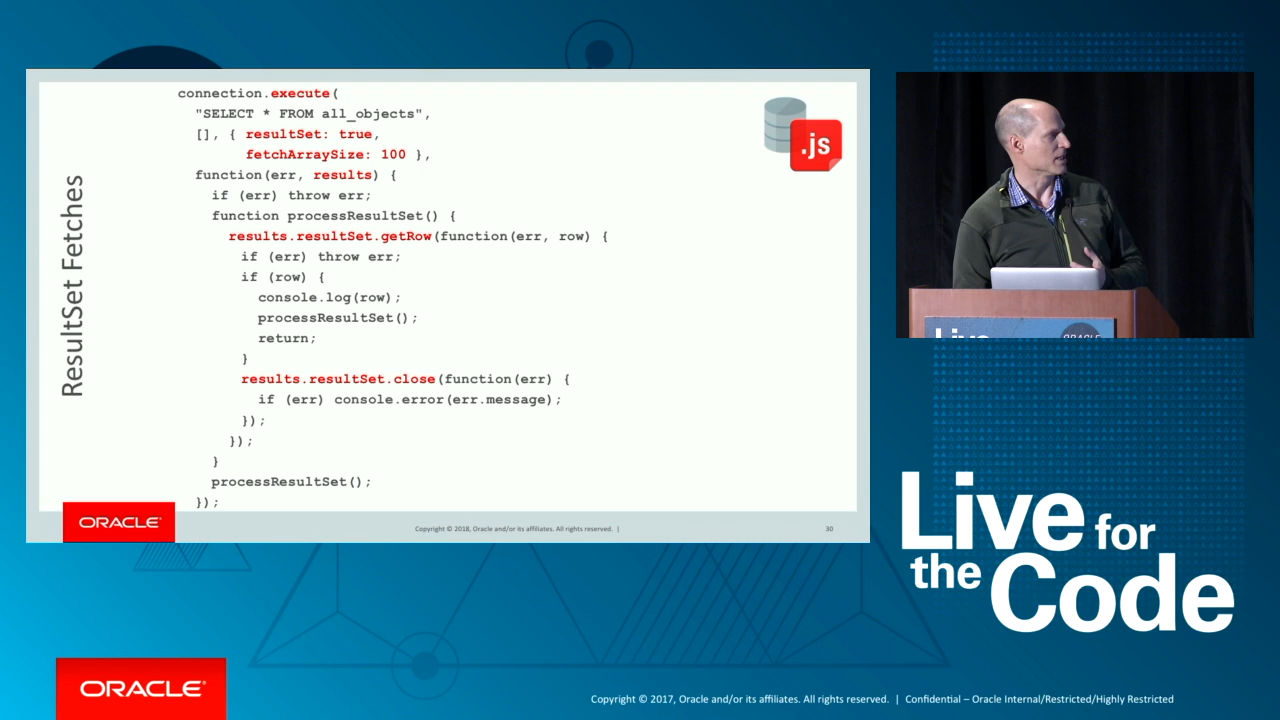 ResultSet Fetches
connection.execute(
"SELECT * FROM all_objects",
[], { resultSet: true,
fetchArraySize: 100 },
function(err, results) {
if (err) throw err;
function processResultSet() {
results.resultSet.getRow(function(err, row) {
if (err) throw err;
if (row) {
console.log(row);
processResultSet();
return;
}
results.resultSet.close(function(err) {
if (err) console.error(err.message);
});
});
}
processResultSet();
});
.js
ORACLE®
Copyright © 2018, Oracle and/or its affiliates. All rights reserved. |
30
Live
ORACLE
Live for
the Code
ORACLE®
Copyright © 2017, Oracle and/or its affiliates. All rights reserved. | Confidential – Oracle Internal/Restricted/Highly Restricted